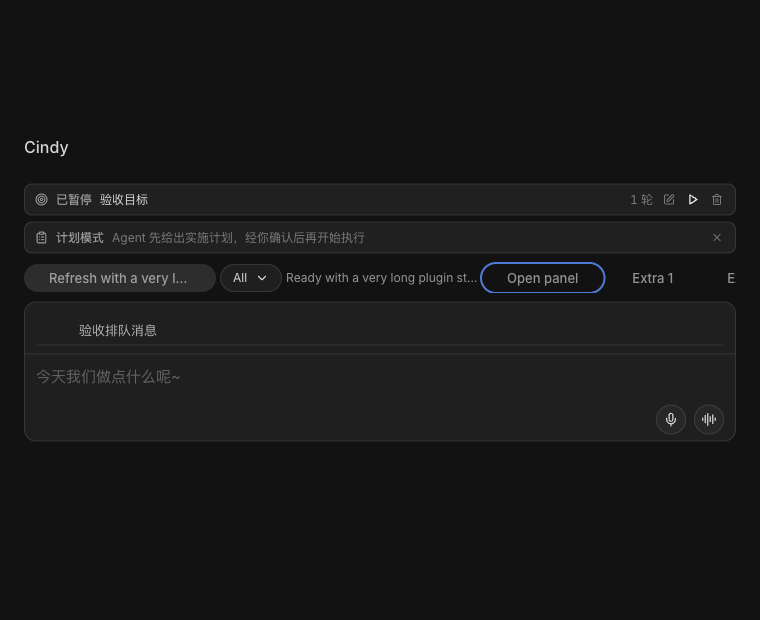 Cindy
已暂停 验收目标 1 轮
计划模式 Agent 先给出实施计划，经你确认后再开始执行
Refresh with a very l... All Ready with a very long plugin st... Open panel Extra 1 E
验收排队消息
今天我们做点什么呢~